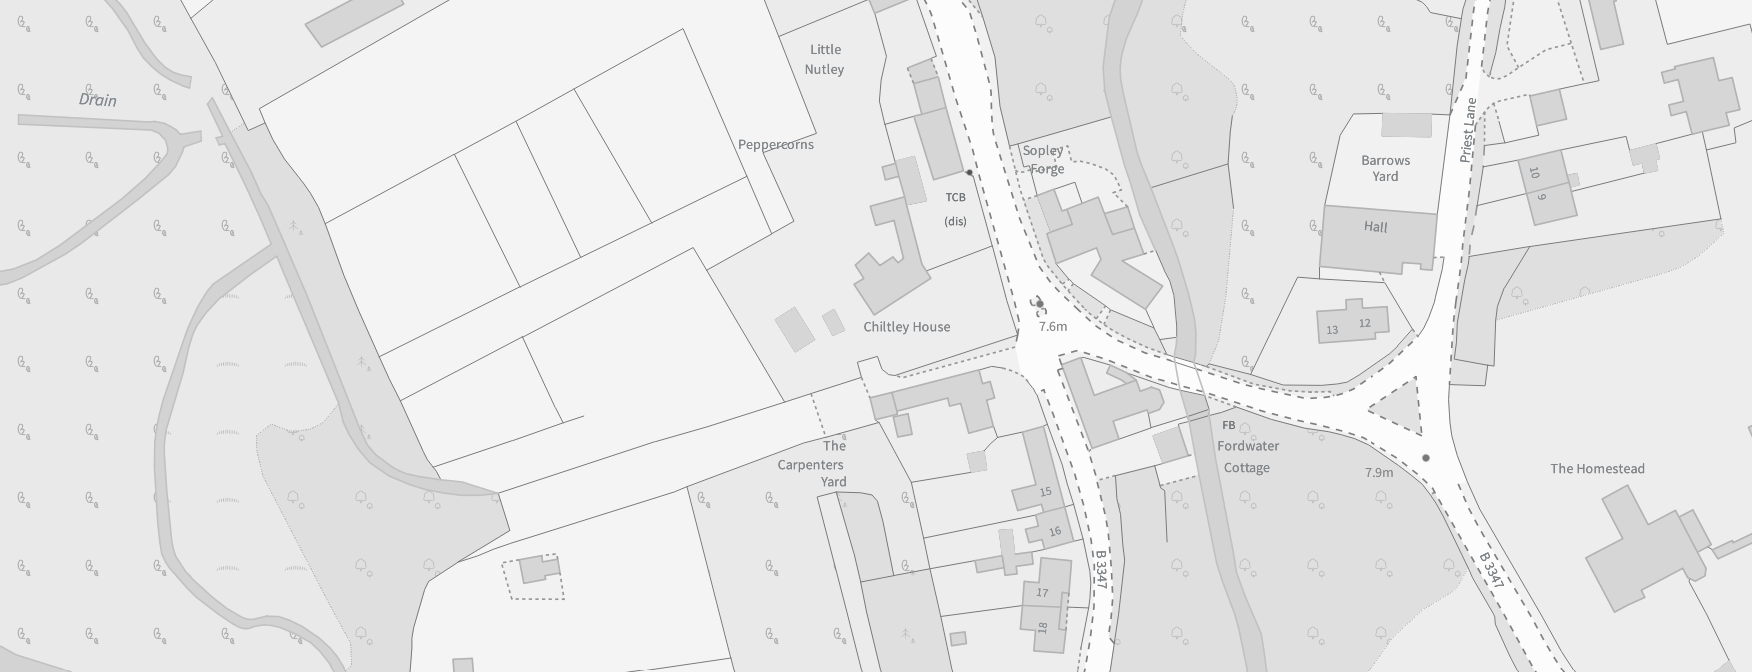 Little
Nutley
Drain
Peppercorns
Sopley
Forge
Priest Lane
Barrows
Yard
10
9
TCB
(dis)
Hall
7.6m
Chiltley House
13
12
FB
Fordwater
Cottage
The
Carpenters
Yard
7.9m
The Homestead
15
16
B 3347
B 3347
17
18